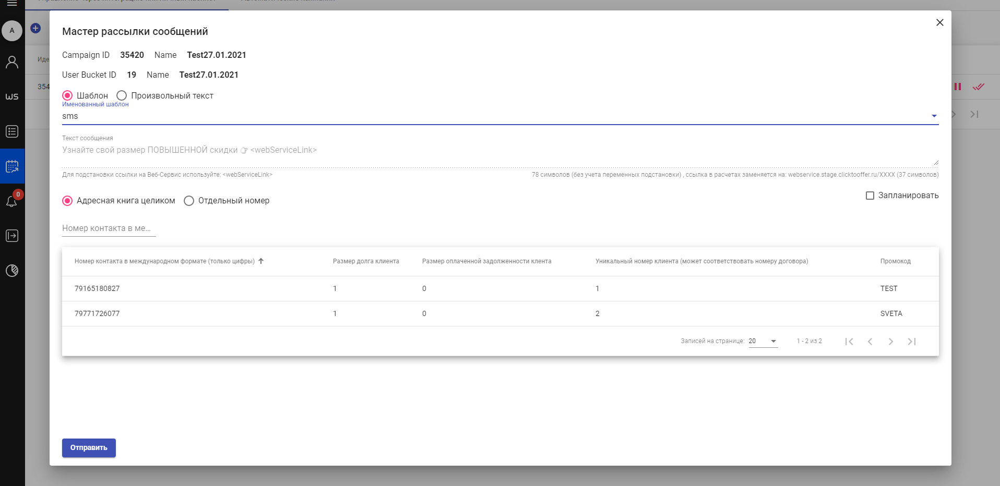 A
Иде
354
WS
0
Мастер рассылки сообщений
Campaign ID 35420 Name Test27.01.2021
User Bucket ID 19 Name Test27.01.2021
Шаблон Произвольный текст
Именованный шаблон
sms
Текст сообщения
Узнайте свой размер ПОВЫШЕННОЙ скидки 👉 <webServiceLink>
Для подстановки ссылки на Веб-Сервис используйте: <webServiceLink> 78 символов (без учета переменных подстановки) , ссылка в расчетах заменяется на: webservice.stage.clicktooffer.ru/XXXX (37 символов)
Адресная книга целиком Отдельный номер Запланировать
Номер контакта в ме...
Номер контакта в международном формате (только цифры) Размер долга клиента Размер оплаченной задолженности клента Уникальный номер клиента (может соответствовать номеру договора) Промокод
79165180827 1 0 1 TEST
79771726077 1 0 2 SVETA
Записей на странице: 20 1 - 2 из 2
Отправить